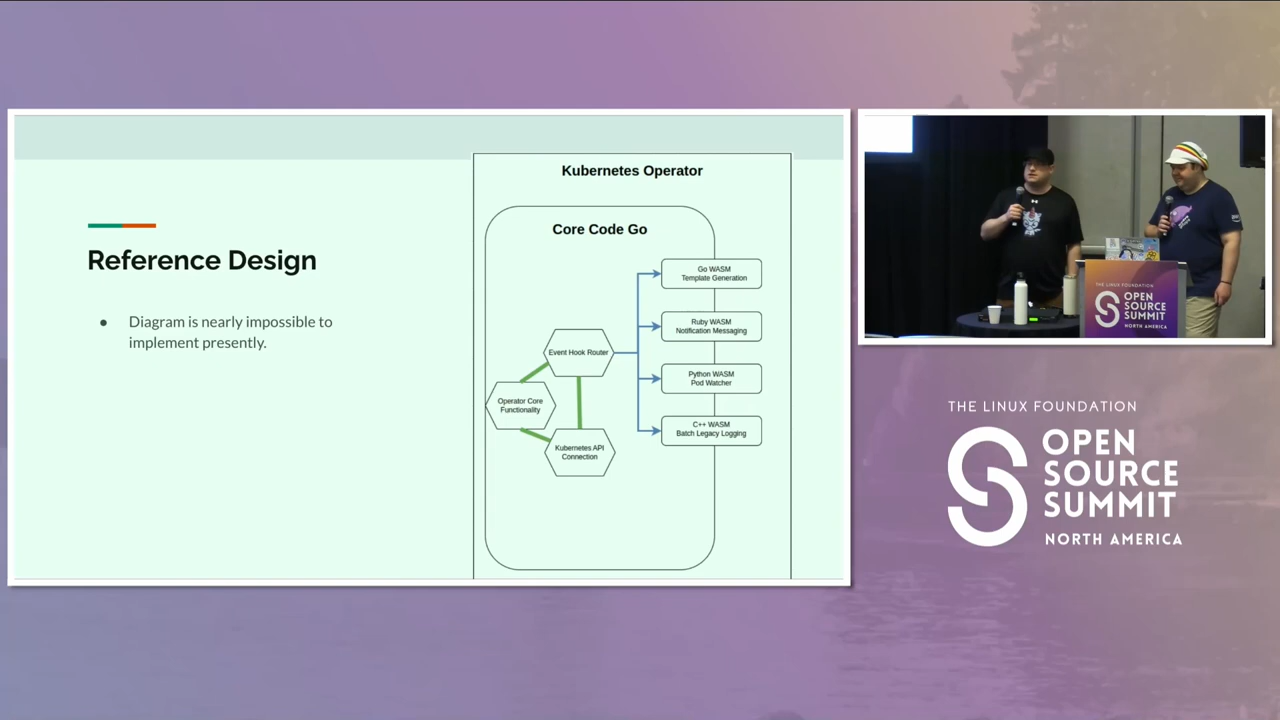 Kubernetes Operator
Core Code Go
Reference Design
● Diagram is nearly impossible to
implement presently.
Go WASM
Template Generation
Ruby WASM
Notification Messaging
Event Hook Router
Python WASM
Pod Watcher
Operator Core
Functionality
C++ WASM
Batch Legacy Logging
Kubernetes API
Connection
THE LINUX FOUNDATION
OPEN
SOURCE
SUMMIT
NORTH AMERICA
THE LINUX FOUNDATION
OPEN
SOURCE
SUMMIT
NORTH AMERICA